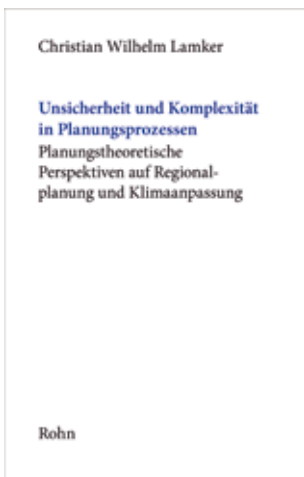 Christian Wilhelm Lamker
Unsicherheit und Komplexität
in Planungsprozessen
Planungstheoretische
Perspektiven auf Regional-
planung und Klimaanpassung
Rohn